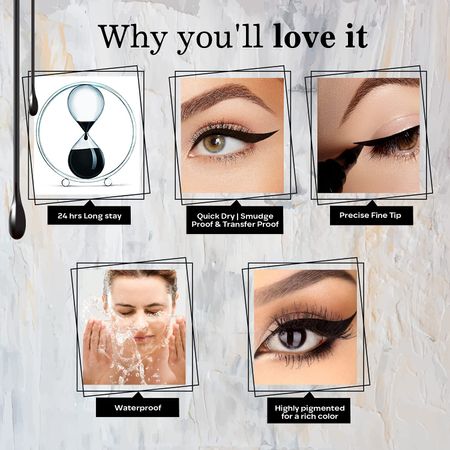 Why you'll love it
24 hrs Long stay
Quick Dry | Smudge
Proof & Transfer Proof
Precise Fine Tip
Waterproof
Highly pigmented
for a rich color